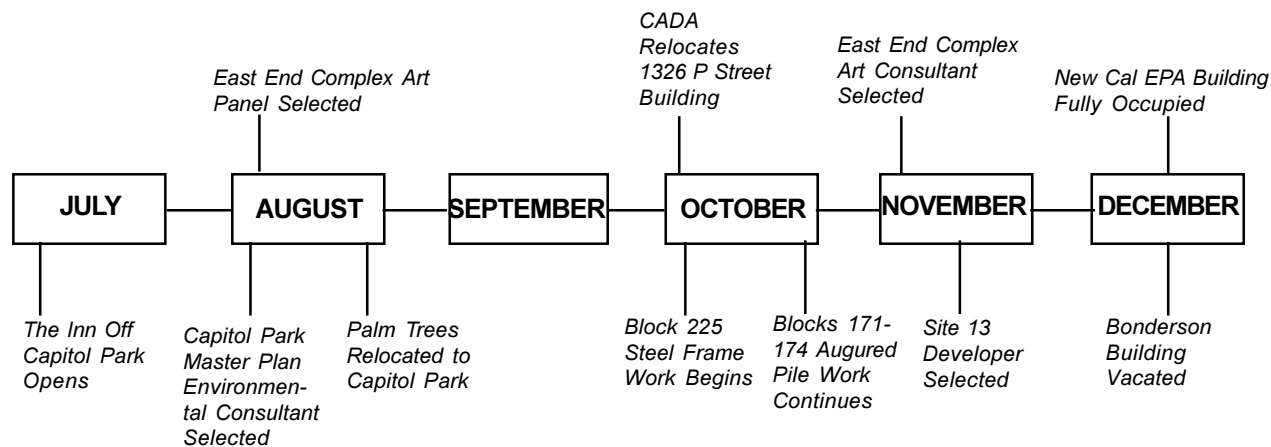 CADA
Relocates
1326 P Street
Building
East End Complex
Art Consultant
Selected
East End Complex Art
Panel Selected
New Cal EPA Building
Fully Occupied
JULY
AUGUST
SEPTEMBER
OCTOBER
NOVEMBER
DECEMBER
The Inn Off
Capitol Park
Opens
Capitol Park
Master Plan
Environmen-
tal Consultant
Selected
Palm Trees
Relocated to
Capitol Park
Block 225
Steel Frame
Work Begins
Blocks 171-
174 Augured
Pile Work
Continues
Site 13
Developer
Selected
Bonderson
Building
Vacated